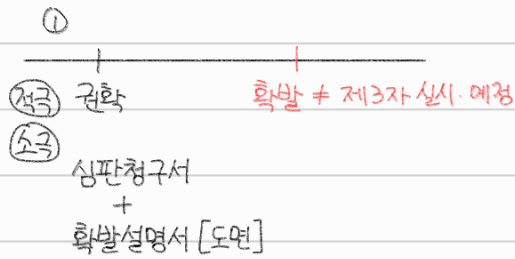 ①
적극 권학 확발 ≠ 제3자 실시·예정
소극
심판청구서
+
확발설명서 [도면]